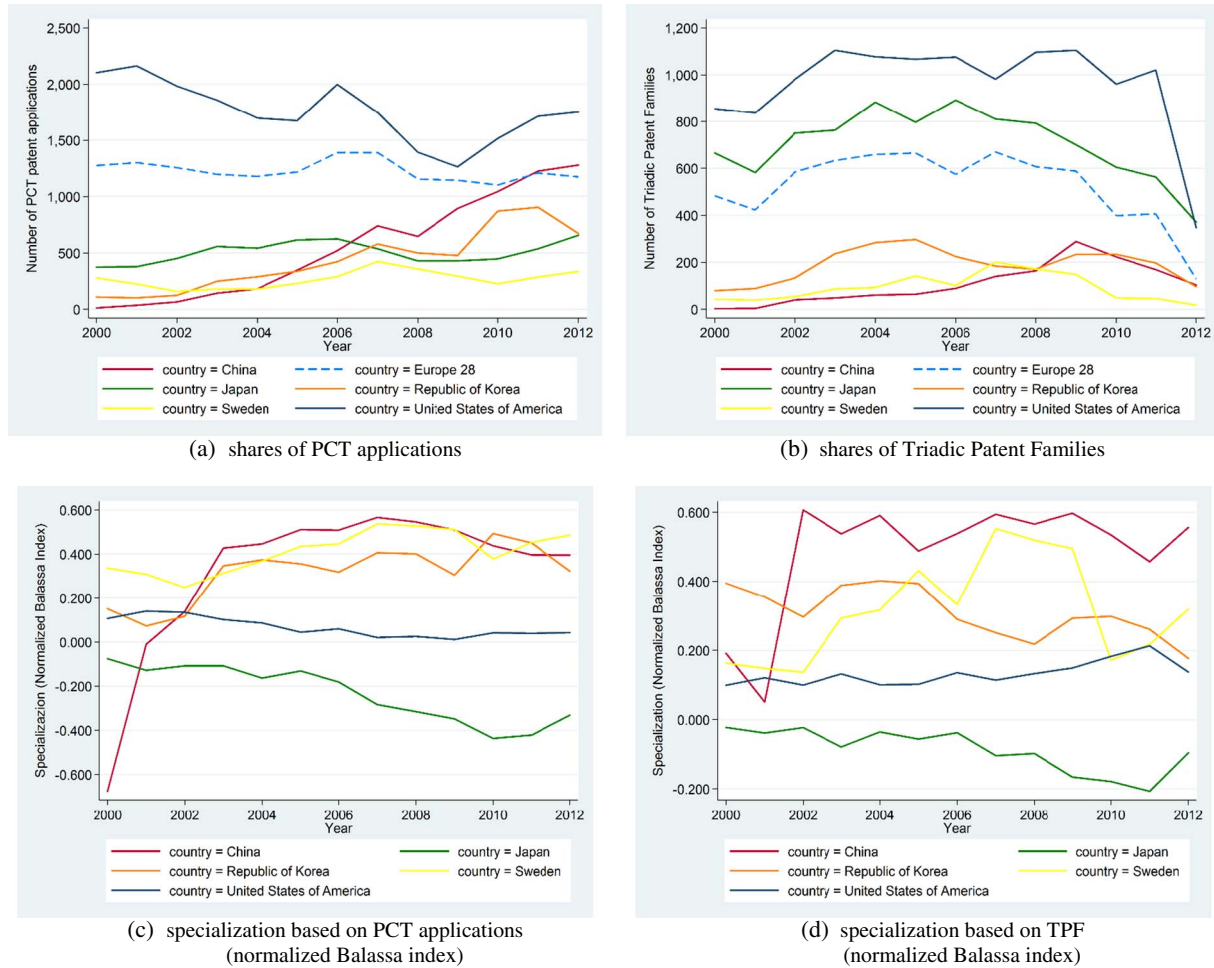 Number of PCT patent applications
2,500
2,000
1,500
1,000
500
0
2000 2002 2004 2006 2008 2010 2012
Year
country = China country = Europe 28
country = Japan country = Republic of Korea
country = Sweden country = United States of America
(a) shares of PCT applications
Number of Triadic Patent Families
1,200
1,000
800
600
400
200
0
2000 2002 2004 2006 2008 2010 2012
Year
country = China country = Europe 28
country = Japan country = Republic of Korea
country = Sweden country = United States of America
(b) shares of Triadic Patent Families
Specializazion (Normalized Balassa Index)
0.600
0.400
0.200
0.000
-0.200
-0.400
-0.600
2000 2002 2004 2006 2008 2010 2012
Year
country = China country = Japan
country = Republic of Korea country = Sweden
country = United States of America
(c) specialization based on PCT applications
(normalized Balassa index)
Specialization (Normalized Balassa Index)
0.600
0.400
0.200
0.000
-0.200
2000 2002 2004 2006 2008 2010 2012
Year
country = China country = Japan
country = Republic of Korea country = Sweden
country = United States of America
(d) specialization based on TPF
(normalized Balassa index)